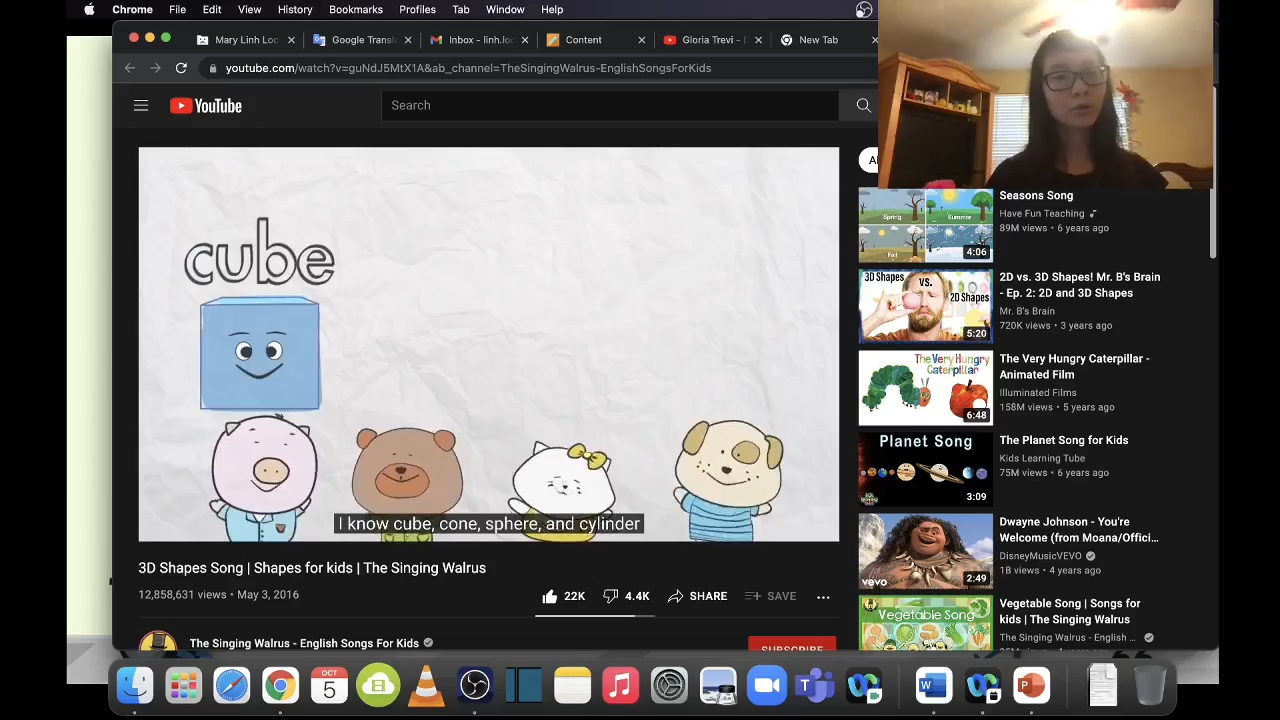 Chrome File Edit View History Bookmarks Profiles Tab Window Help
Mary Linh Loc
Google Transl
Inbox - linh.lo
Content
Gloria Trevi - D
New Tab
youtube.com/watch?v=guNdJ5MtX1A&ab_channel=TheSingingWalrus-EnglishSongsForKids
YouTube
Search
cube
I know cube, cone, sphere, and cylinder
3D Shapes Song | Shapes for kids | The Singing Walrus
12,858,631 views • May 3, 2016
22K
4.4K
SHARE
SAVE
The Singing Walrus - English Songs For Kids
SUBSCRIBE
Spring
Summer
Fall
4:06
Seasons Song
Have Fun Teaching
89M views • 6 years ago
3D Shapes
VS.
2D Shapes
5:20
2D vs. 3D Shapes! Mr. B's Brain
- Ep. 2: 2D and 3D Shapes
Mr. B's Brain
720K views • 3 years ago
The Very Hungry
Caterpillar
6:48
The Very Hungry Caterpillar -
Animated Film
Illuminated Films
158M views • 5 years ago
Planet Song
3:09
The Planet Song for Kids
Kids Learning Tube
75M views • 6 years ago
vevo
2:49
Dwayne Johnson - You're
Welcome (from Moana/Offici...
DisneyMusicVEVO
1B views • 4 years ago
Vegetable Song
Vegetable Song | Songs for
kids | The Singing Walrus
The Singing Walrus - English ...
OCT
5
W
P